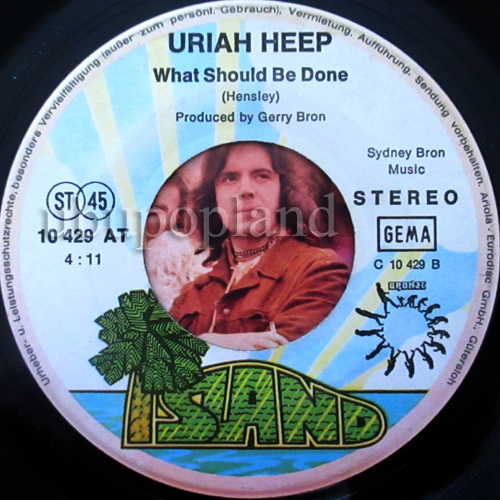 besonders Vervielfältigung (außer zum persönl. Gebrauch), Vermietung, Aufführung, Sendung vorbehalten. Ariola-Eurodisc GmbH., Gütersloh
Urheber- u. Leistungsschutzrechte,
URIAH HEEP
What Should Be Done
(Hensley)
Produced by Gerry Bron
Sydney Bron
Music
ST 45
STEREO
ubupopland
10 429 AT
GEMA
4:11
C 10 429 B
BRONZE
ISLAND